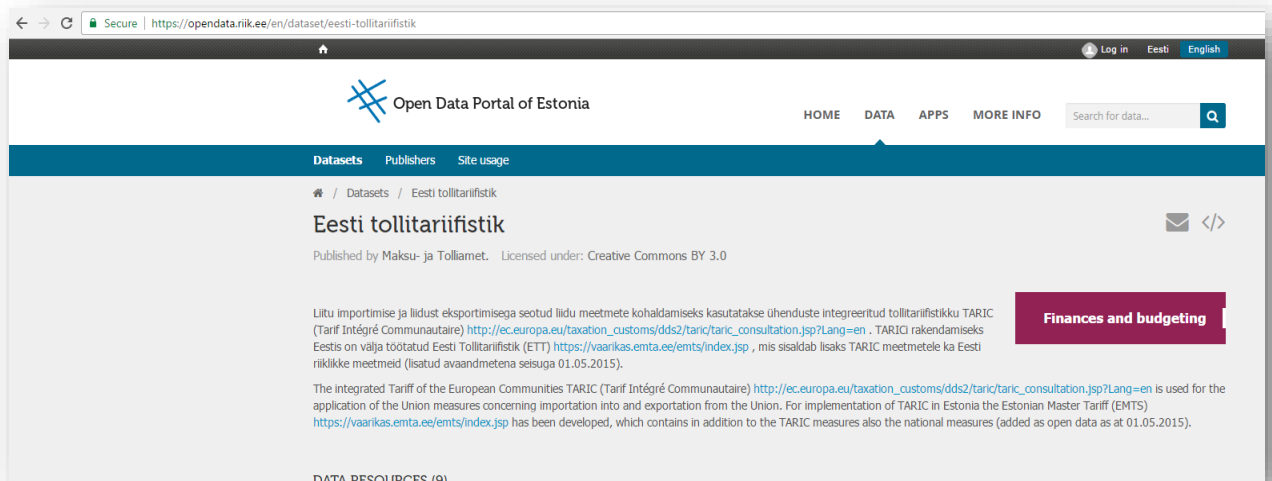 Secure | https://opendata.riik.ee/en/dataset/eesti-tollitariifistik
Log in Eesti English
Open Data Portal of Estonia
HOME DATA APPS MORE INFO Search for data...
Datasets Publishers Site usage
/ Datasets / Eesti tollitariifistik
Eesti tollitariifistik
</>
Published by Maksu- ja Tolliamet. Licensed under: Creative Commons BY 3.0
Liitu importimise ja liidust eksportimisega seotud liidu meetmete kohaldamiseks kasutatakse ühenduste integreeritud tollitariifistikku TARIC
(Tarif Intégré Communautaire) http://ec.europa.eu/taxation_customs/dds2/taric/taric_consultation.jsp?Lang=en . TARICi rakendamiseks
Eestis on välja töötatud Eesti Tollitariifistik (ETT) https://vaarikas.emta.ee/emts/index.jsp , mis sisaldab lisaks TARIC meetmetele ka Eesti
riiklikke meetmeid (lisatud avaandmetena seisuga 01.05.2015).
Finances and budgeting
The integrated Tariff of the European Communities TARIC (Tarif Intégré Communautaire) http://ec.europa.eu/taxation_customs/dds2/taric/taric_consultation.jsp?Lang=en is used for the
application of the Union measures concerning importation into and exportation from the Union. For implementation of TARIC in Estonia the Estonian Master Tariff (EMTS)
https://vaarikas.emta.ee/emts/index.jsp has been developed, which contains in addition to the TARIC measures also the national measures (added as open data as at 01.05.2015).
DATA RESOURCES (9)